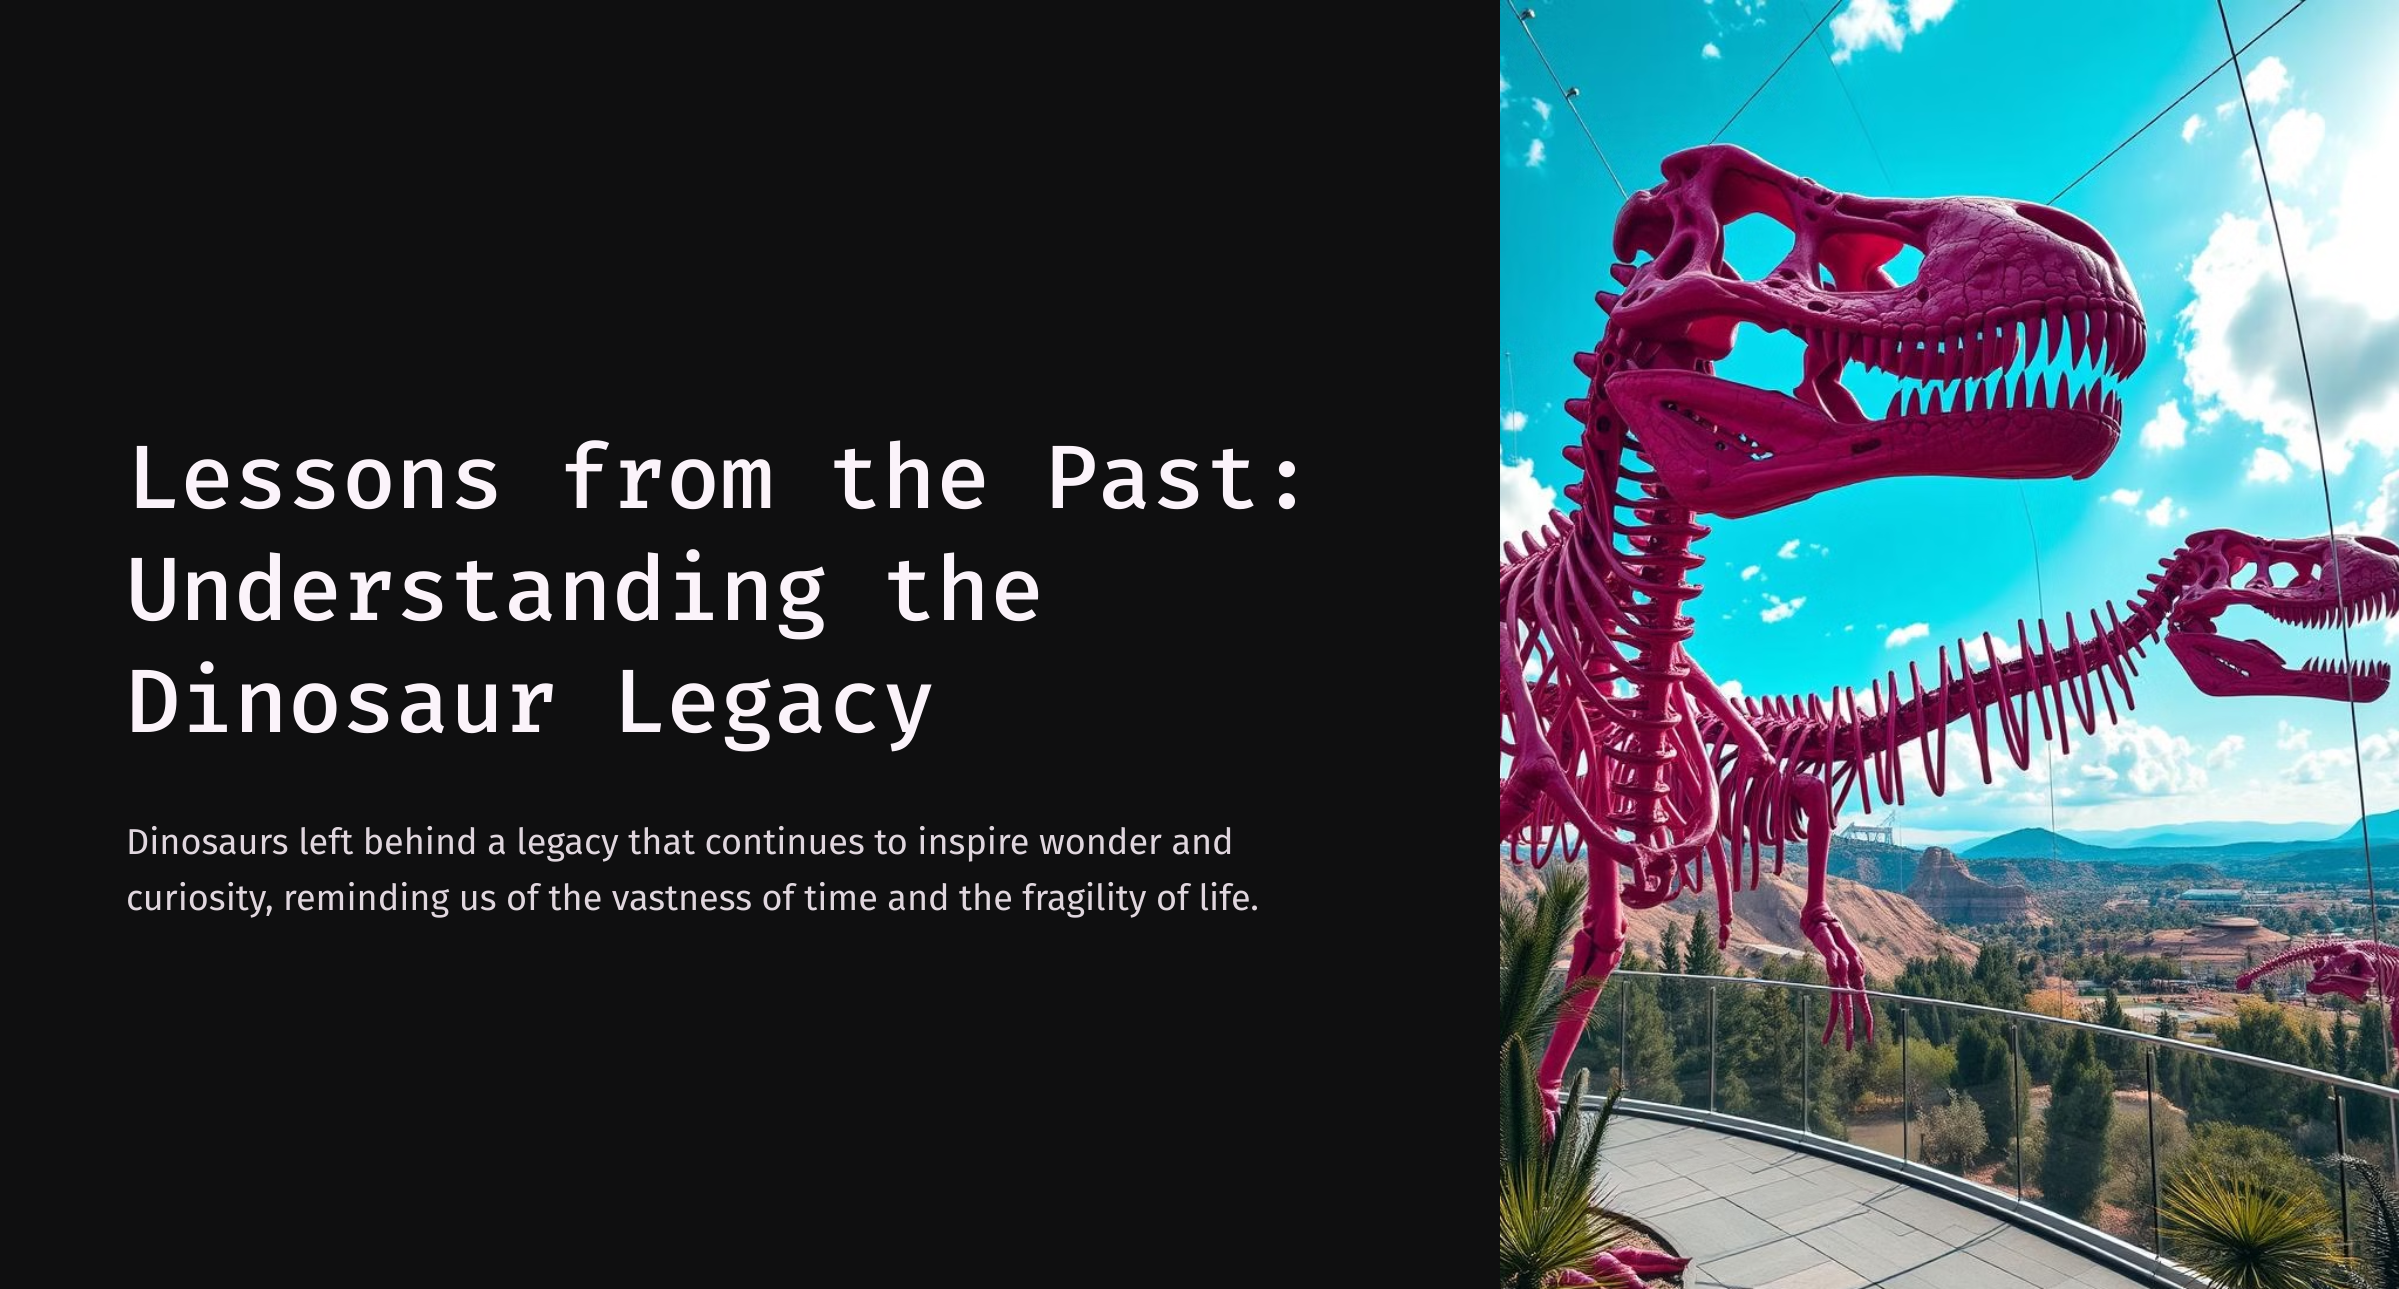 Lessons from the Past:
Understanding the
Dinosaur Legacy
Dinosaurs left behind a legacy that continues to inspire wonder and
curiosity, reminding us of the vastness of time and the fragility of life.